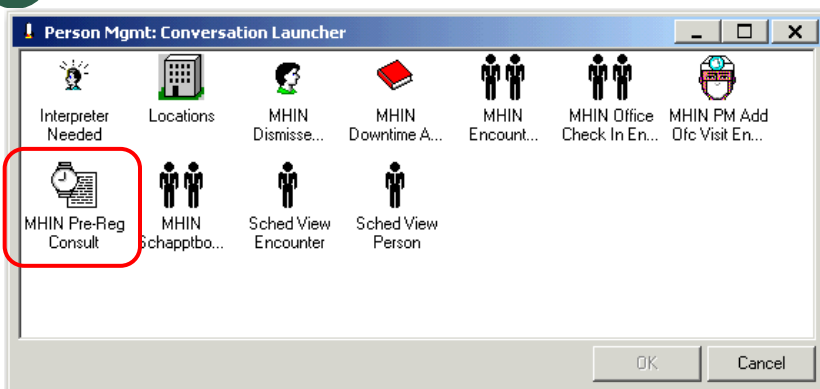 Person Mgmt: Conversation Launcher
Interpreter
Needed
Locations
MHIN
Dismisse...
MHIN
Downtime A...
MHIN
Encount...
MHIN Office
Check In En...
MHIN PM Add
Ofc Visit En...
MHIN Pre-Reg
Consult
MHIN
Schapptbo...
Sched View
Encounter
Sched View
Person
OK
Cancel